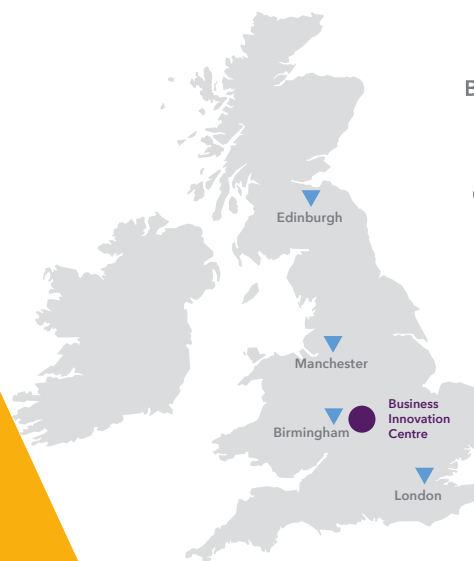 B
Edinburgh
Manchester
Business
Innovation
Centre
Birmingham
London